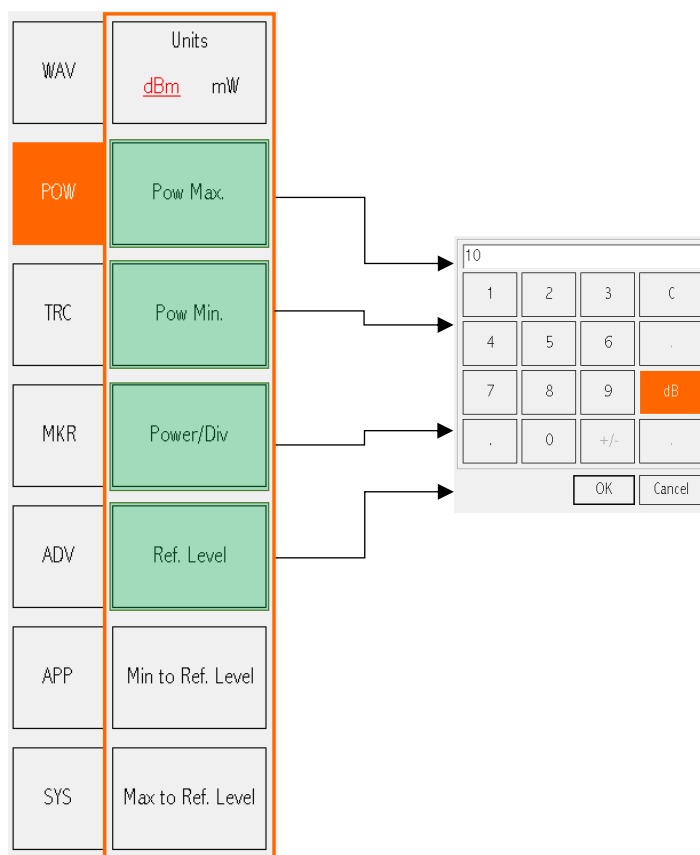 WAV
POW
TRC
MKR
ADV
APP
SYS
Units
dBm mW
Pow Max.
Pow Min.
Power/Div
Ref. Level
Min to Ref. Level
Max to Ref. Level
10
1 2 3 C
4 5 6 .
7 8 9 dB
. 0 +/- .
OK Cancel